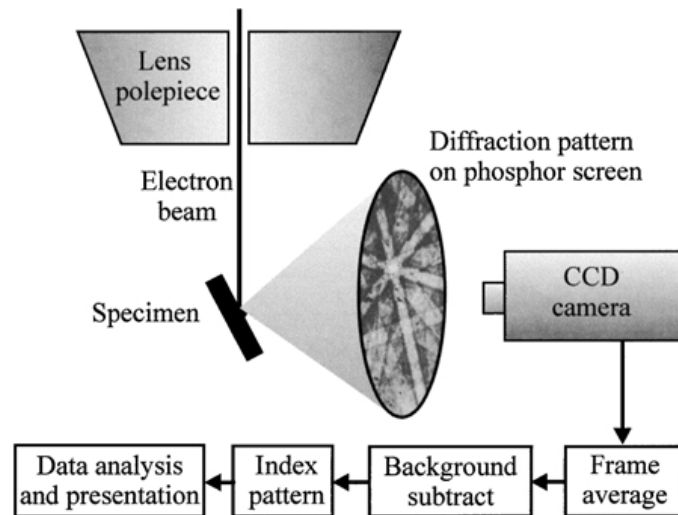 Lens
polepiece
Diffraction pattern
on phosphor screen
Electron
beam
CCD
camera
Specimen
Data analysis
and presentation
Index
pattern
Background
subtract
Frame
average